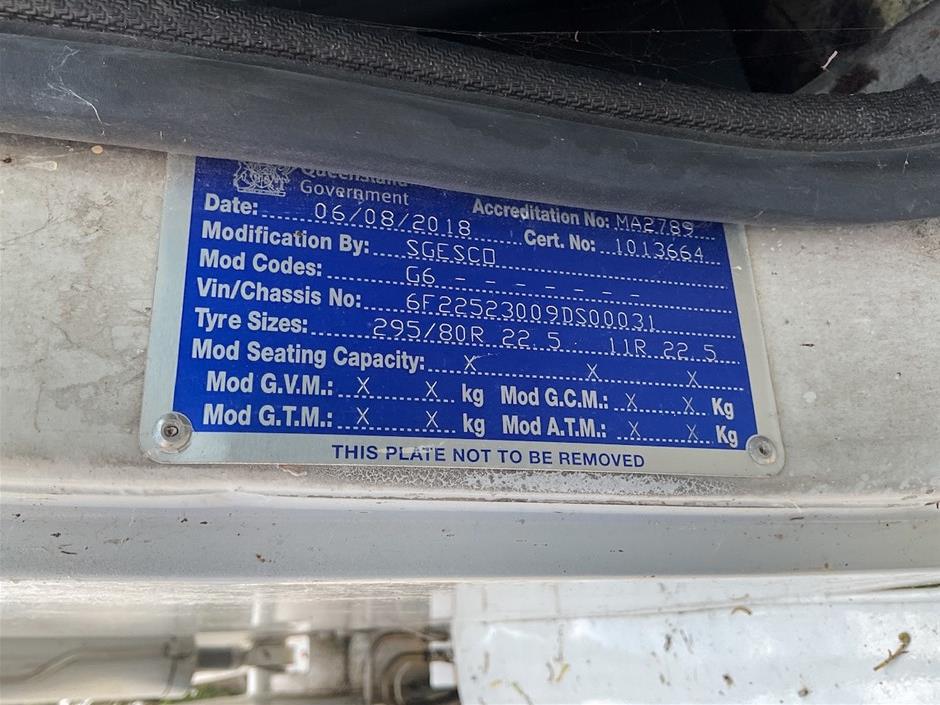 Queensland
Government
Accreditation No: MA2789
Date: 06/08/2018 Cert. No: 1013664
Modification By: SGESCO
Mod Codes: G6 - - - - - - -
Vin/Chassis No: 6F22523009DS00031
Tyre Sizes: 295/80R 22.5 11R 22.5
Mod Seating Capacity: X X X
Mod G.V.M.: X X kg Mod G.C.M.: X X Kg
Mod G.T.M.: X X kg Mod A.T.M.: X X Kg
THIS PLATE NOT TO BE REMOVED